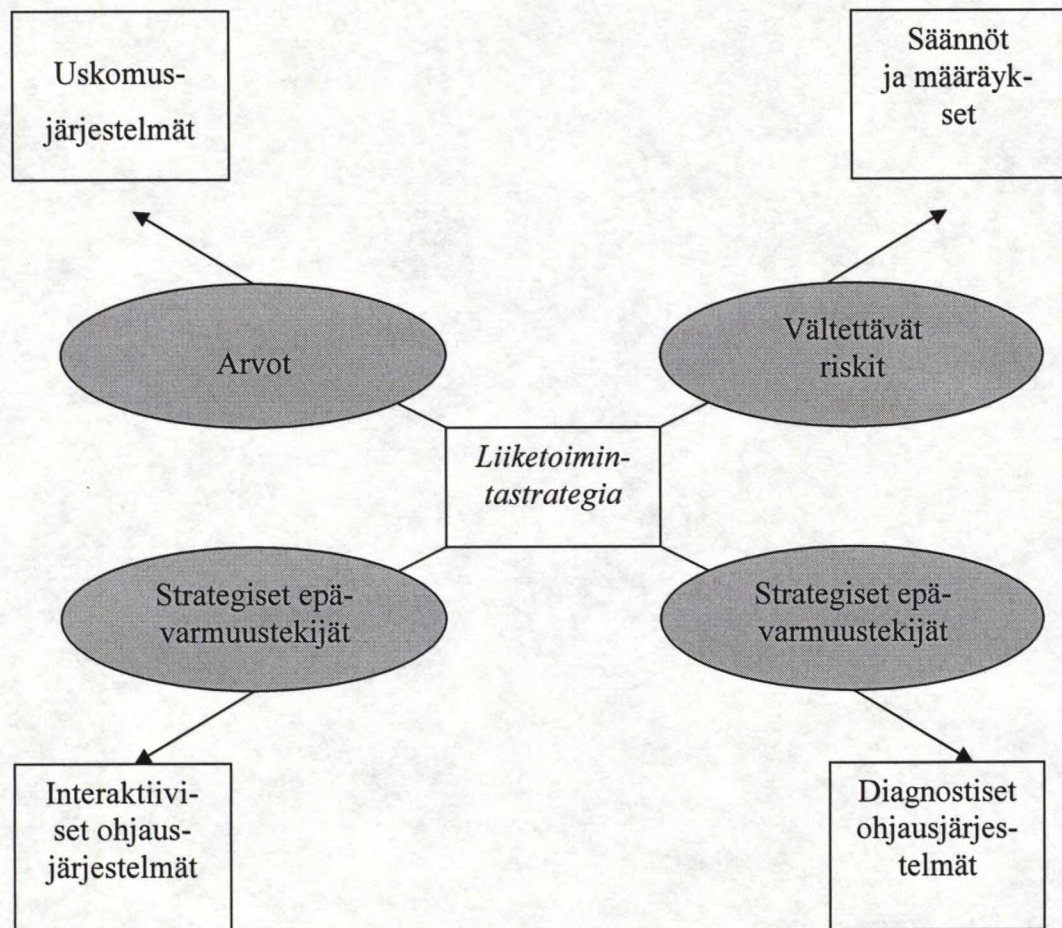 Uskomus-
järjestelmät
Säännöt
ja määräyk-
set
Arvot
Vältettävät
riskit
Liiketoimin-
tastrategia
Strategiset epä-
varmuustekijät
Strategiset epä-
varmuustekijät
Interaktiivi-
set ohjaus-
järjestelmät
Diagnostiset
ohjausjärjes-
telmät